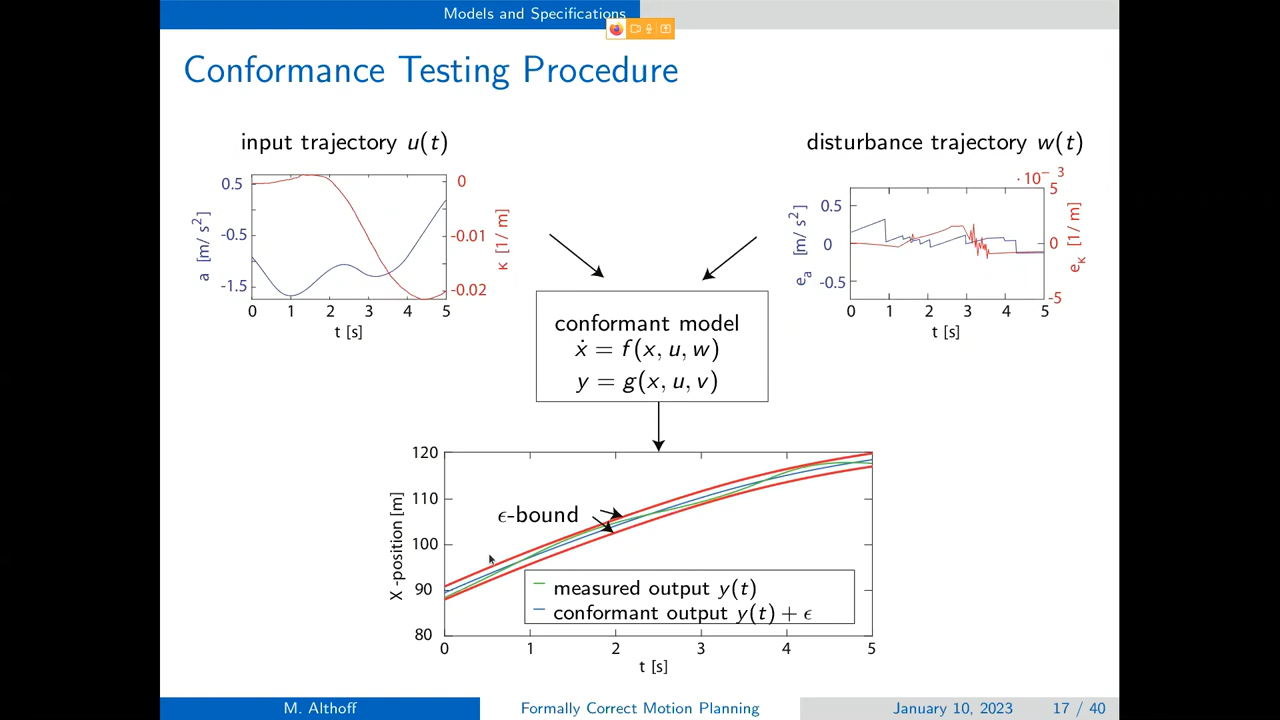 Models and Specifications
Conformance Testing Procedure
input trajectory u(t)
disturbance trajectory w(t)
0.5
-0.5
-1.5
a [m/ s²]
0
-0.01
-0.02
κ [1/ m]
0 1 2 3 4 5
t [s]
0.5
0
-0.5
e_a [m/ s²]
·10⁻³
5
0
-5
e_κ [1/ m]
0 1 2 3 4 5
t [s]
conformant model
ẋ = f(x, u, w)
y = g(x, u, v)
120
110
100
90
80
X -position [m]
ϵ-bound
measured output y(t)
conformant output y(t) + ϵ
0 1 2 3 4 5
t [s]
M. Althoff
Formally Correct Motion Planning
January 10, 2023
17 / 40